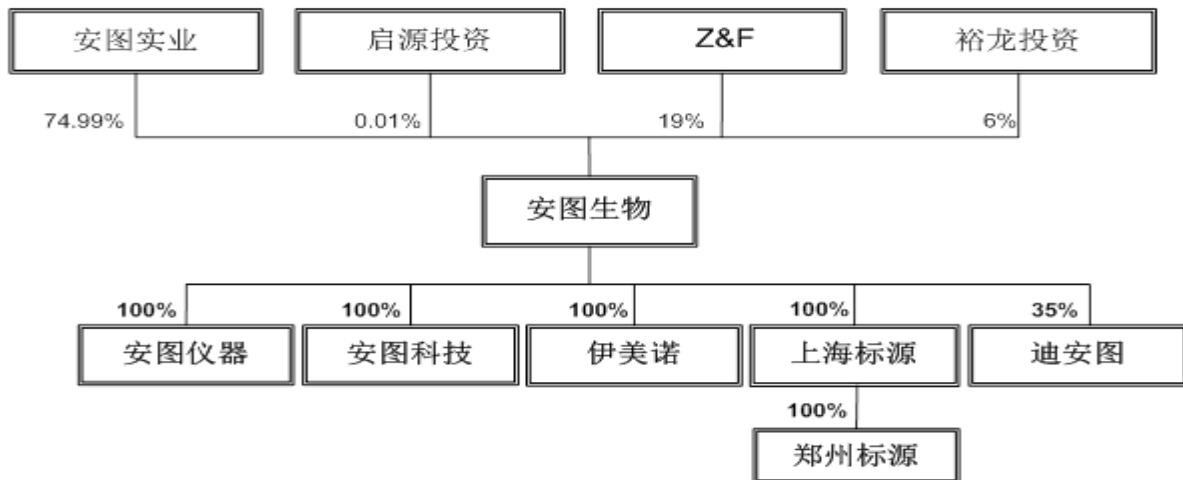 安图实业
启源投资
Z&F
裕龙投资
74.99%
0.01%
19%
6%
安图生物
100%
100%
100%
100%
35%
安图仪器
安图科技
伊美诺
上海标源
迪安图
100%
郑州标源